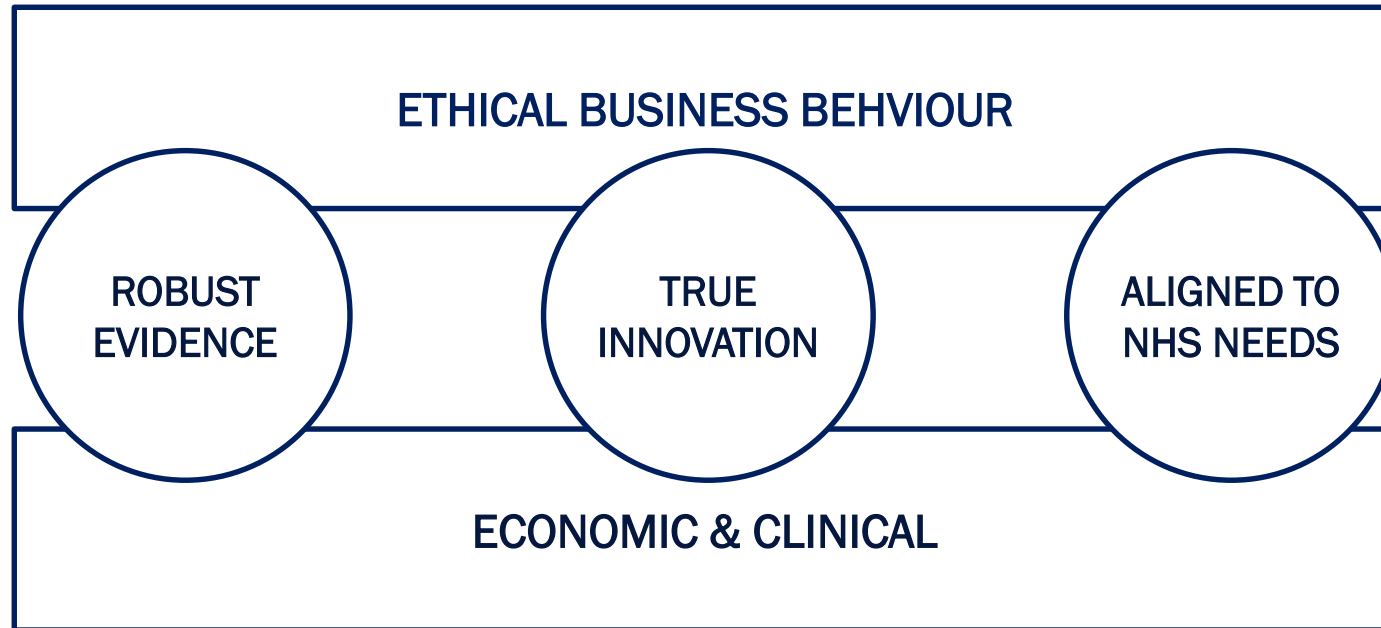 ETHICAL BUSINESS BEHVIOUR
ROBUST
EVIDENCE
TRUE
INNOVATION
ALIGNED TO
NHS NEEDS
ECONOMIC & CLINICAL